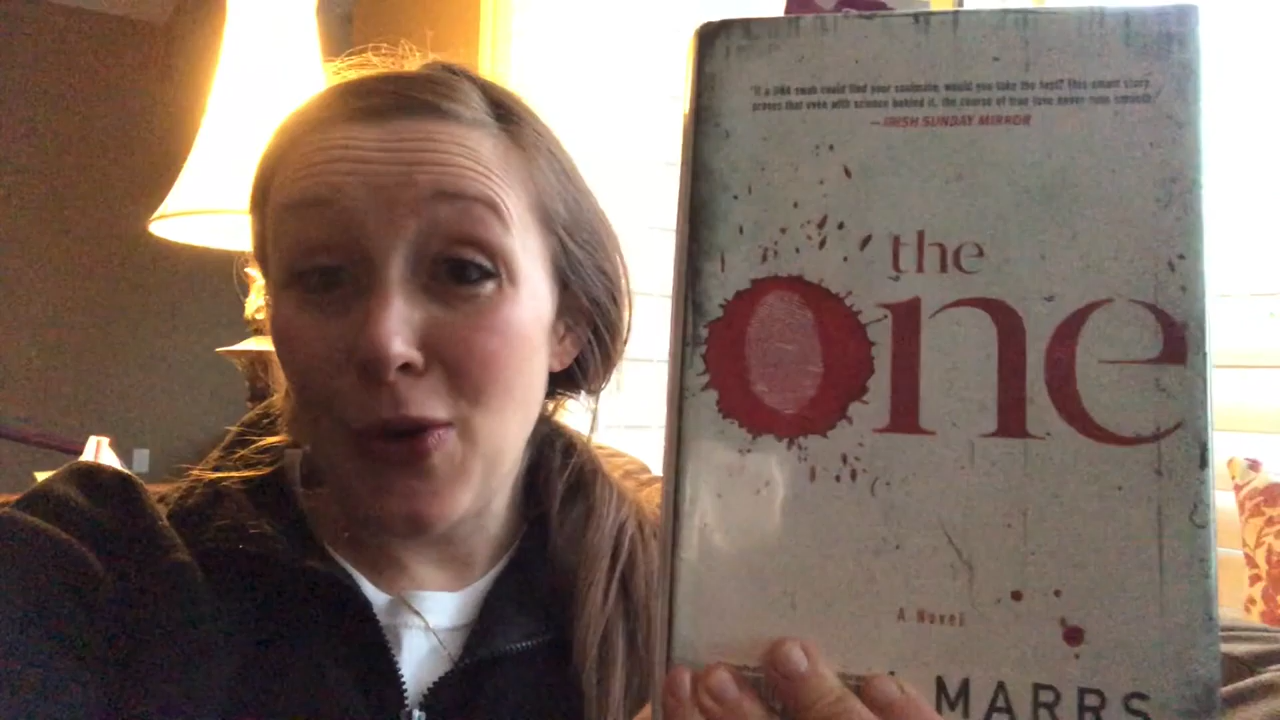 "If a DNA swab could find your soulmate, would you take the test? This smart story
proves that even with science behind it, the course of true love never runs smooth."
—IRISH SUNDAY MIRROR
the
One
A Novel
MARRS